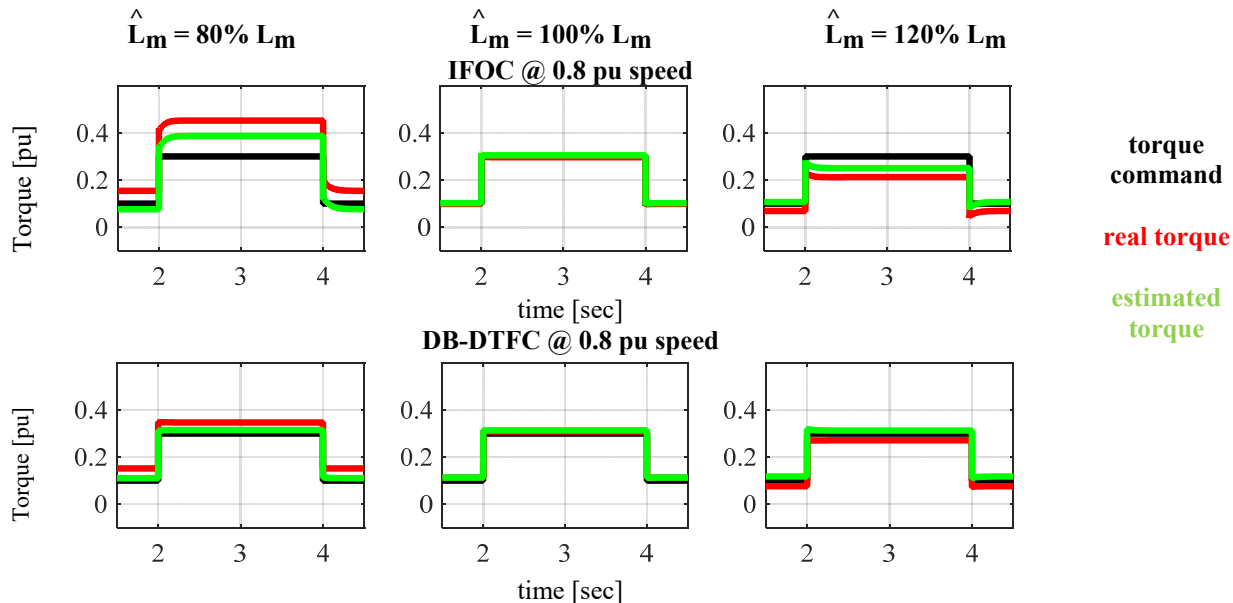 L̂m = 80% Lm L̂m = 100% Lm L̂m = 120% Lm
IFOC @ 0.8 pu speed
Torque [pu]
0.4 0.4 0.4
0.2 0.2 0.2
0 0 0
2 3 4 2 3 4 2 3 4
time [sec]
torque
command
real torque
estimated
torque
DB-DTFC @ 0.8 pu speed
Torque [pu]
0.4 0.4 0.4
0.2 0.2 0.2
0 0 0
2 3 4 2 3 4 2 3 4
time [sec]